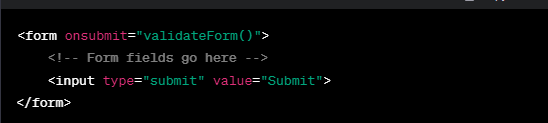 <form onsubmit="validateForm()">
<!-- Form fields go here -->
<input type="submit" value="Submit">
</form>